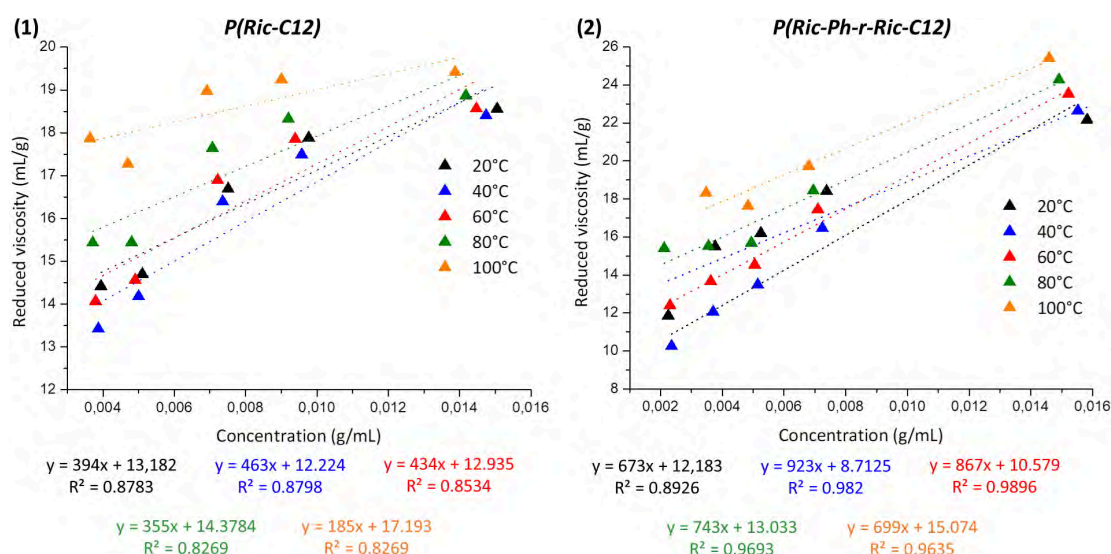 (1) P(Ric-C12)
20
19
18
17
16
15
14
13
12
Reduced viscosity (mL/g)
20°C
40°C
60°C
80°C
100°C
0,004 0,006 0,008 0,010 0,012 0,014 0,016
Concentration (g/mL)
y = 394x + 13,182 y = 463x + 12.224 y = 434x + 12.935
R² = 0.8783 R² = 0.8798 R² = 0.8534
y = 355x + 14.3784 y = 185x + 17.193
R² = 0.8269 R² = 0.8269
(2) P(Ric-Ph-r-Ric-C12)
26
24
22
20
18
16
14
12
10
8
Reduced viscosity (mL/g)
20°C
40°C
60°C
80°C
100°C
0,002 0,004 0,006 0,008 0,010 0,012 0,014 0,016
Concentration (g/mL)
y = 673x + 12,183 y = 923x + 8.7125 y = 867x + 10.579
R² = 0.8926 R² = 0.982 R² = 0.9896
y = 743x + 13.033 y = 699x + 15.074
R² = 0.9693 R² = 0.9635